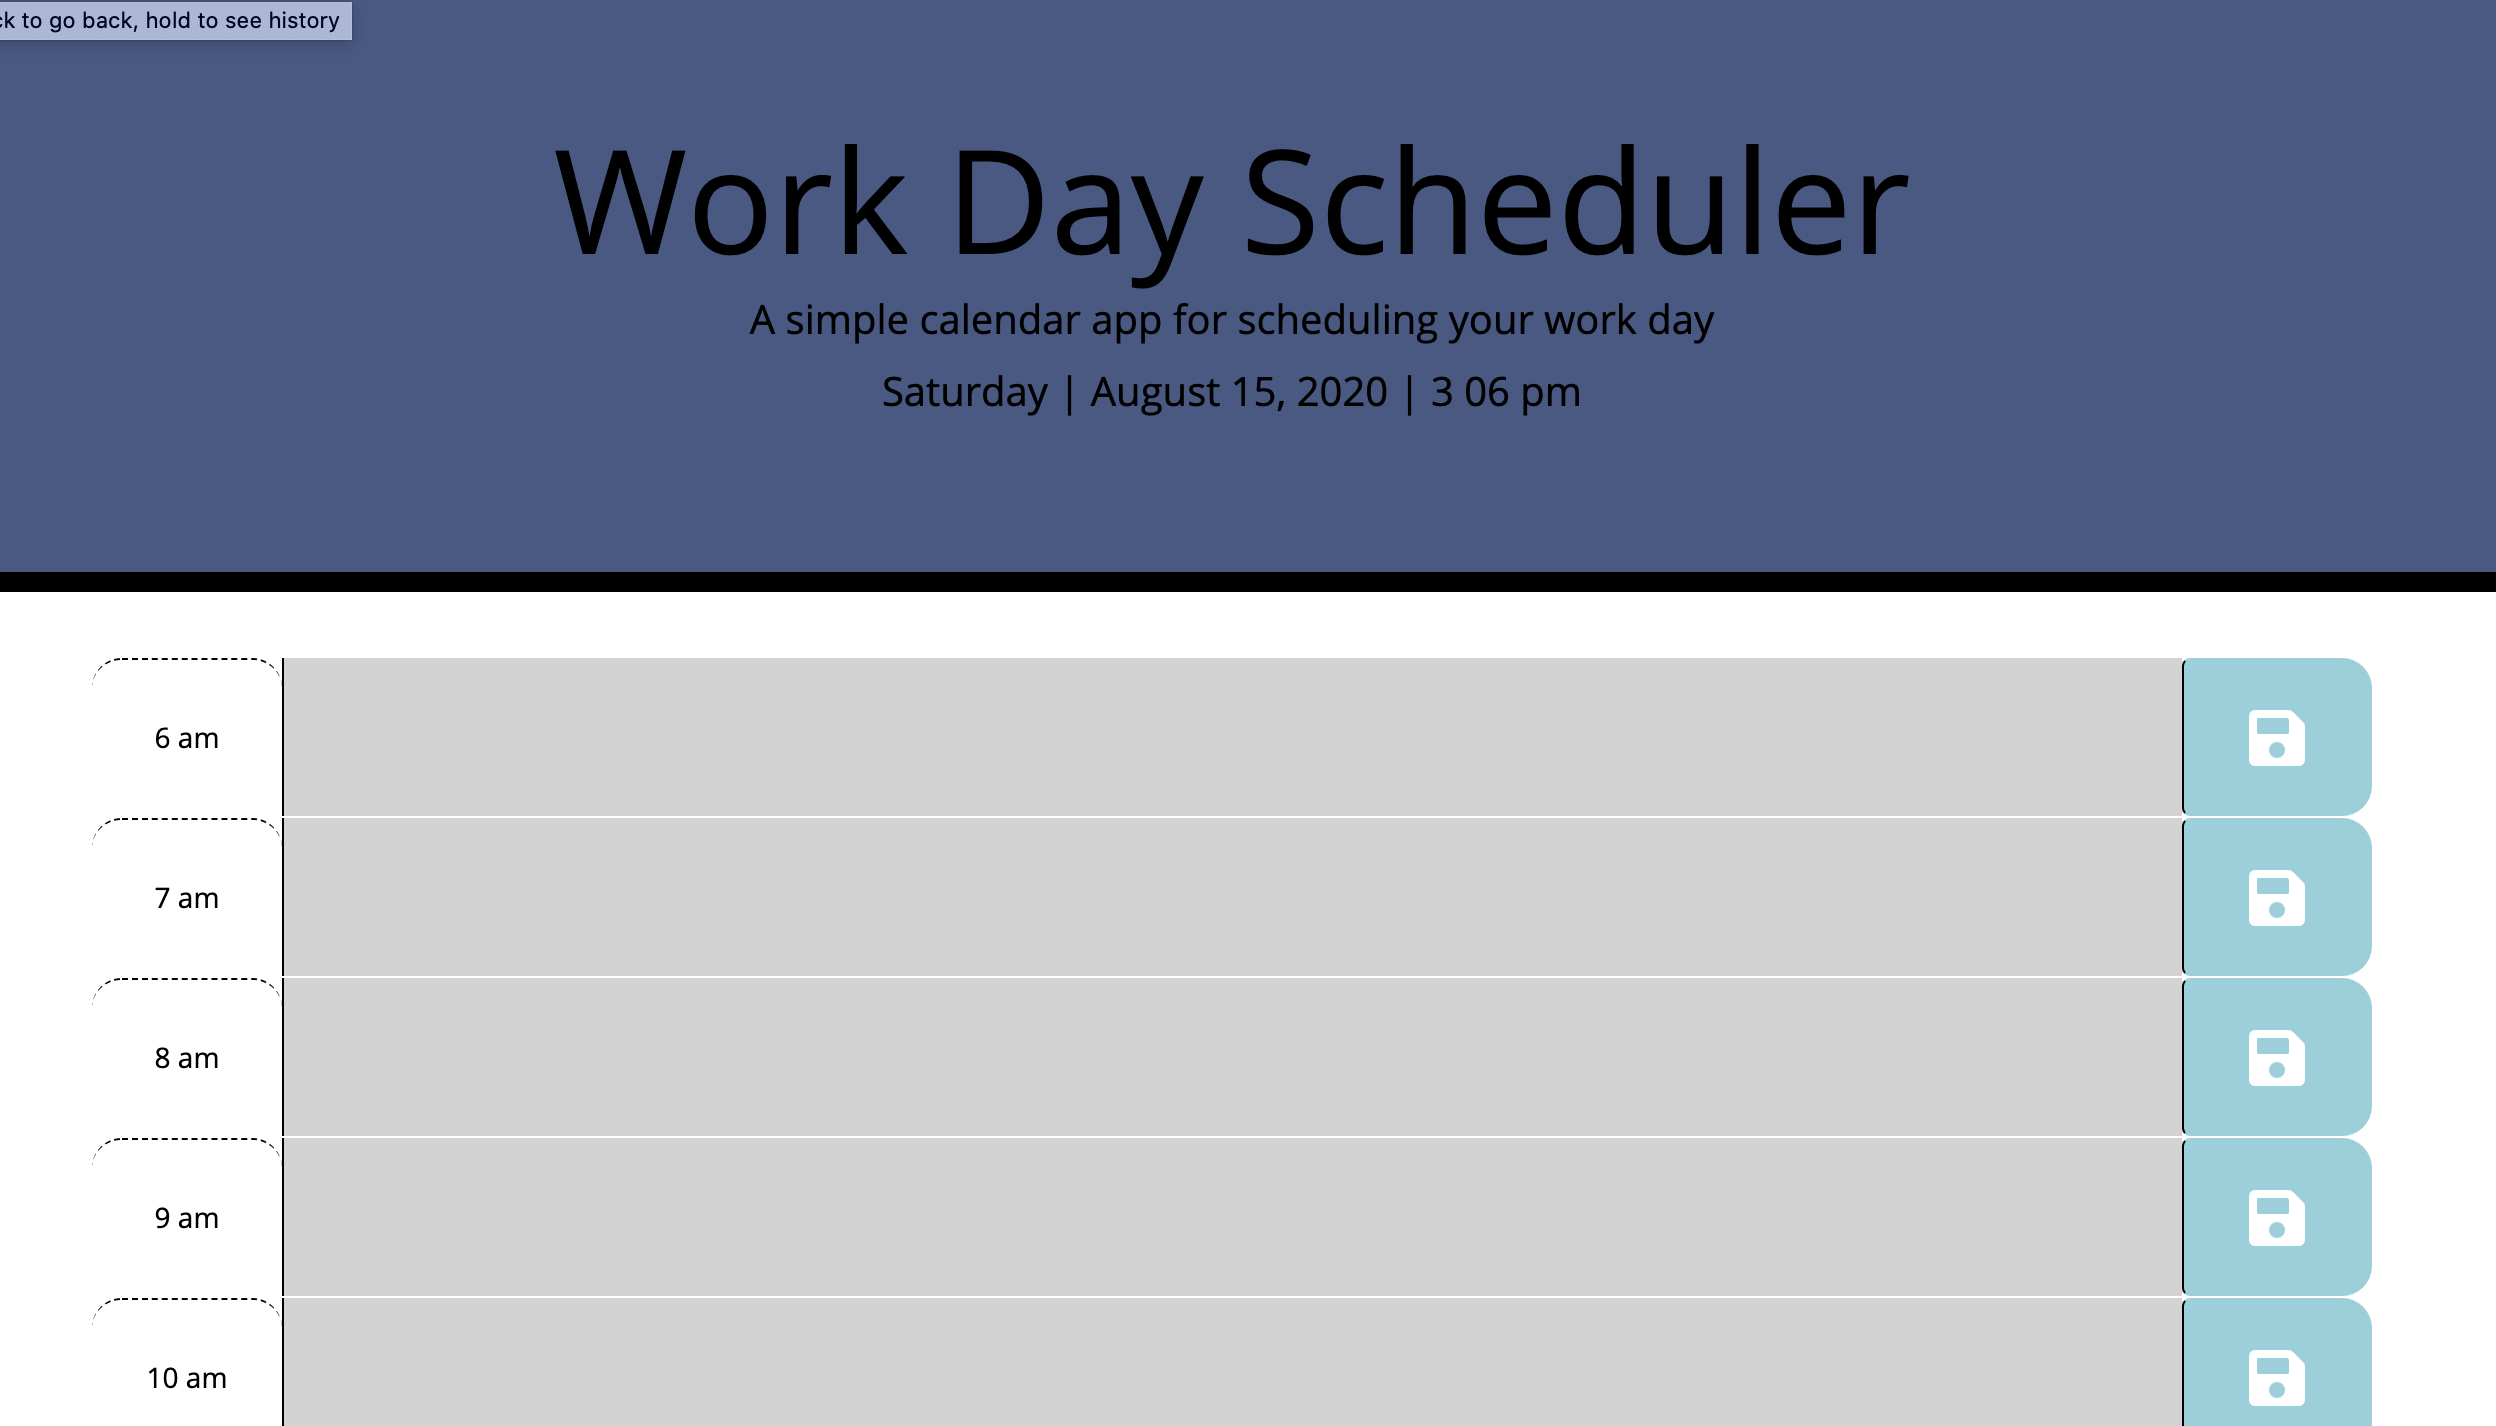 to go back, hold to see history
Work Day Scheduler
A simple calendar app for scheduling your work day
Saturday | August 15, 2020 | 3 06 pm
6 am
7 am
8 am
9 am
10 am